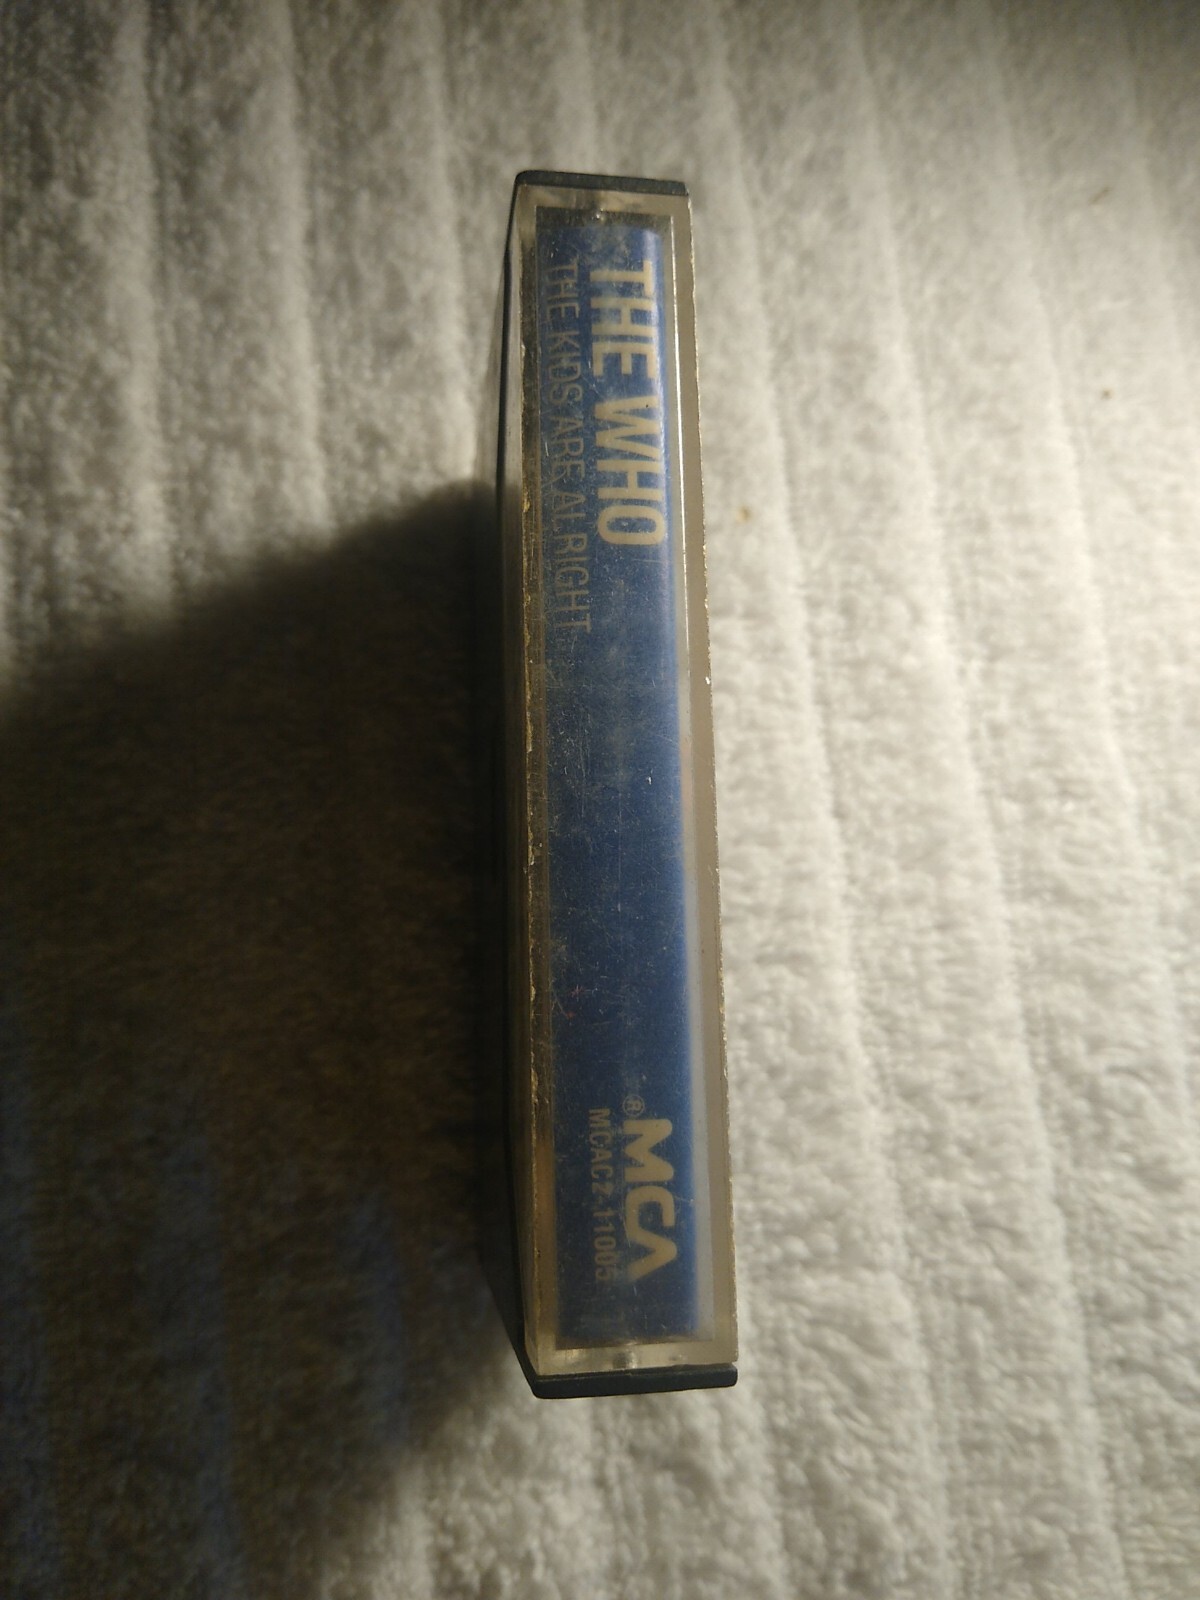 THE WHO
THE KIDS ARE ALRIGHT
® MCA
MCAC2-11005